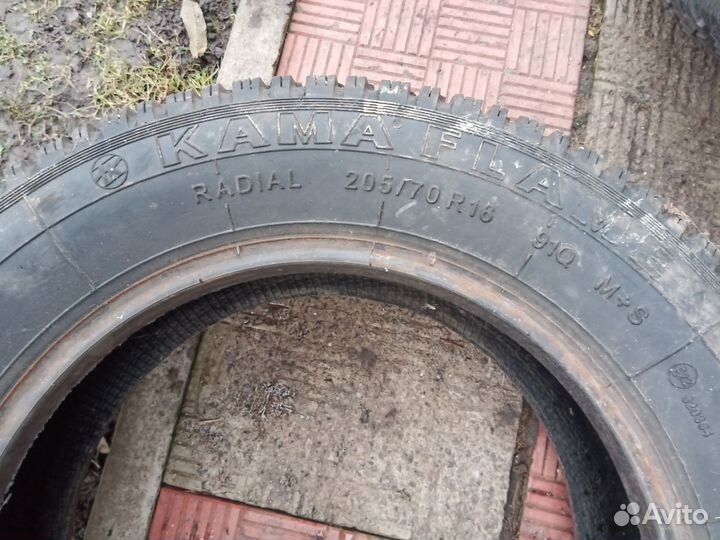 KAMA FLAME
RADIAL 205/70 R16 91Q M+S
Avito